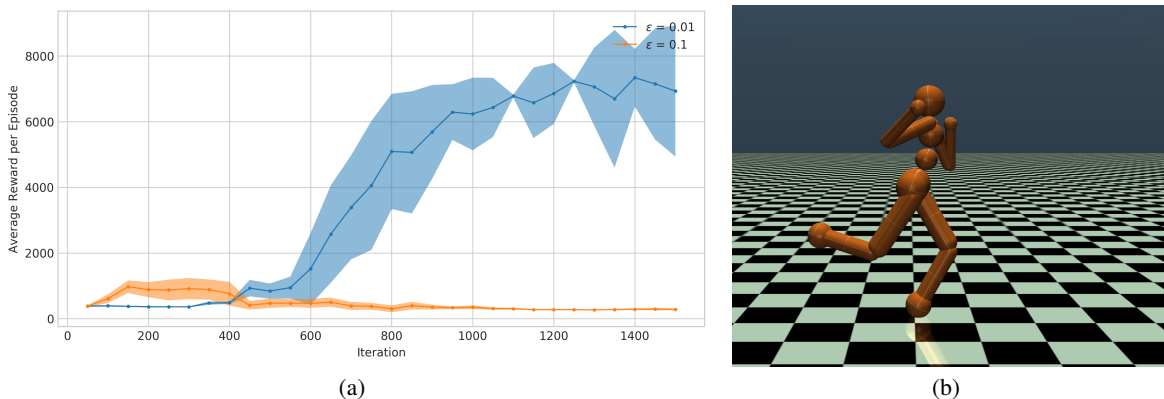 ε = 0.01
ε = 0.1
8000
6000
4000
2000
0
Average Reward per Episode
0 200 400 600 800 1000 1200 1400
Iteration
(a)
(b)